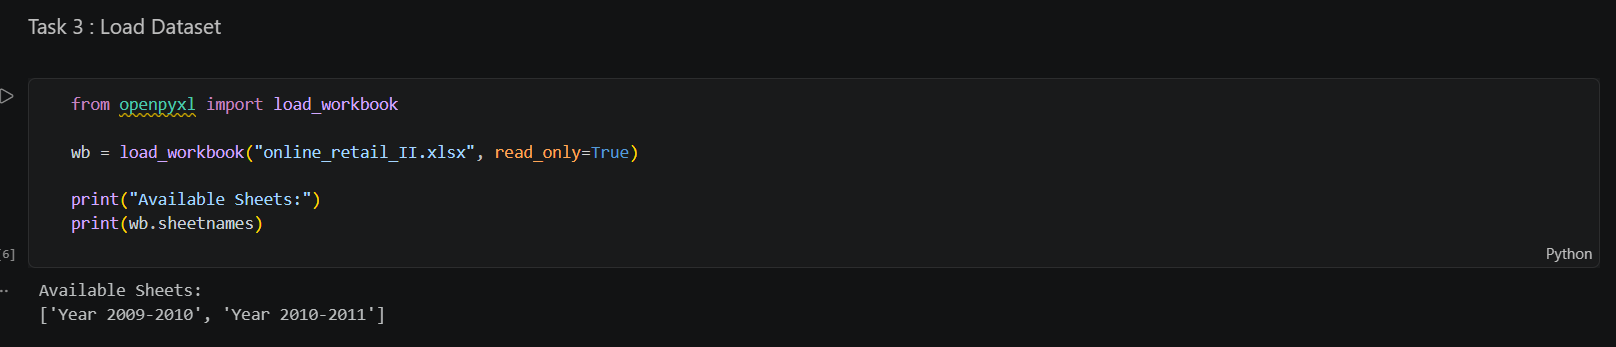 Task 3 : Load Dataset
from openpyxl import load_workbook
wb = load_workbook("online_retail_II.xlsx", read_only=True)
print("Available Sheets:")
print(wb.sheetnames)
6]
Python
Available Sheets:
['Year 2009-2010', 'Year 2010-2011']